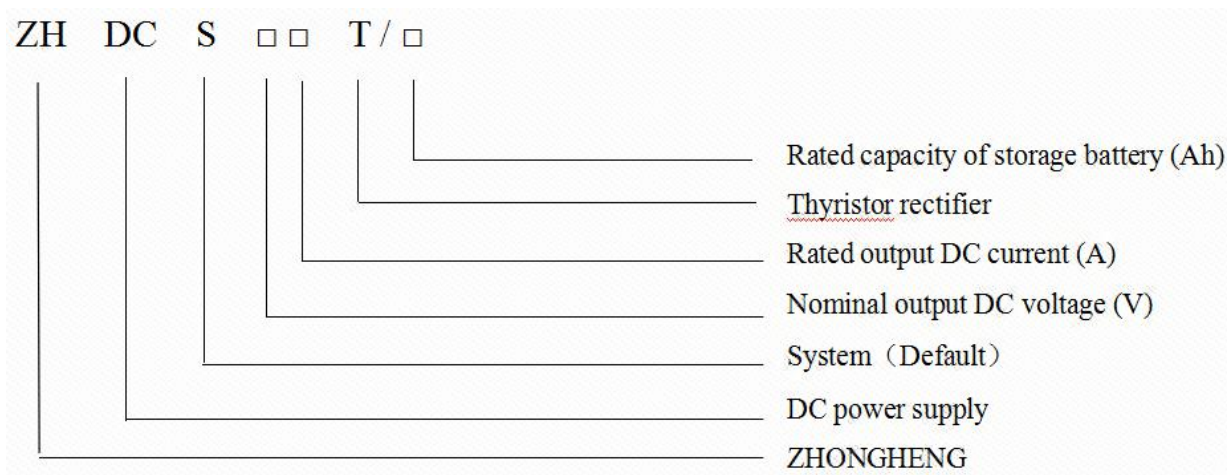 ZH DC S □ □ T / □
Rated capacity of storage battery (Ah)
Thyristor rectifier
Rated output DC current (A)
Nominal output DC voltage (V)
System（Default）
DC power supply
ZHONGHENG